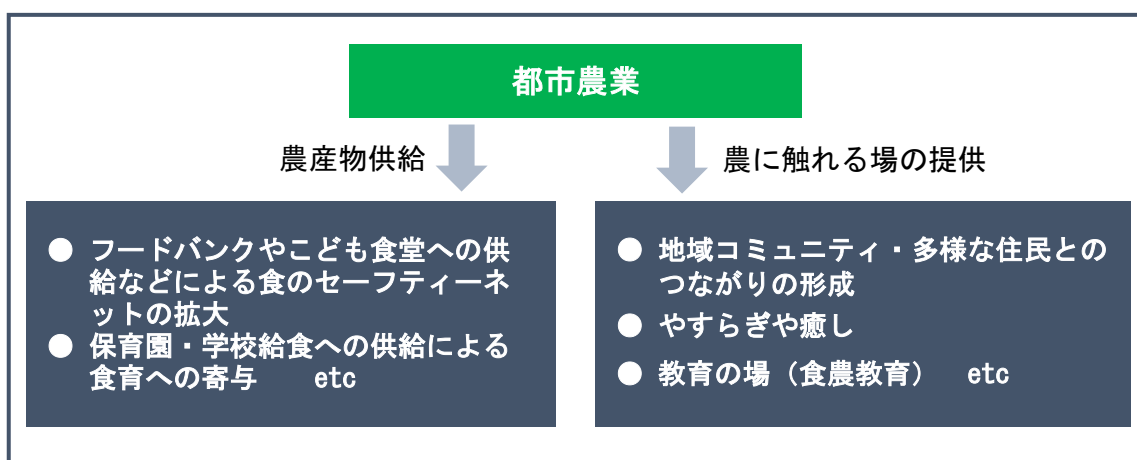 都市農業
農産物供給
農に触れる場の提供
● フードバンクやこども食堂への供
給などによる食のセーフティーネ
ットの拡大
● 保育園・学校給食への供給による
食育への寄与　　etc
● 地域コミュニティ・多様な住民との
つながりの形成
● やすらぎや癒し
● 教育の場（食農教育）　etc